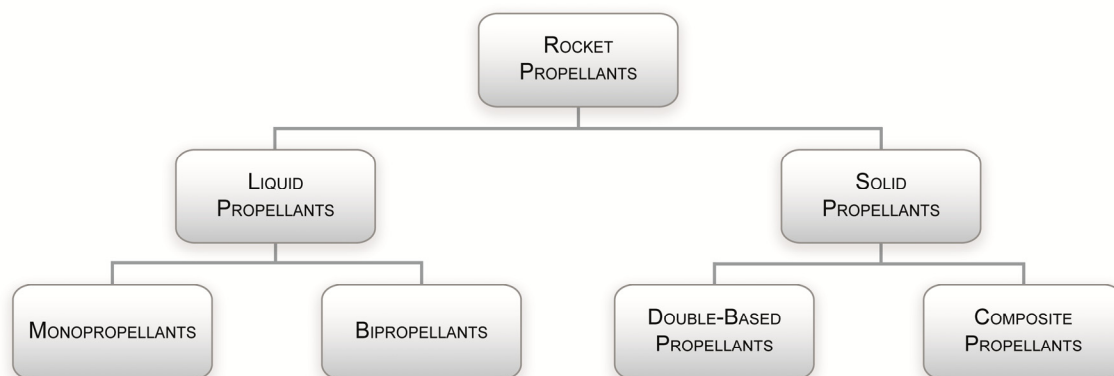 ROCKET
PROPELLANTS
LIQUID
PROPELLANTS
SOLID
PROPELLANTS
MONOPROPELLANTS
BIPROPELLANTS
DOUBLE-BASED
PROPELLANTS
COMPOSITE
PROPELLANTS